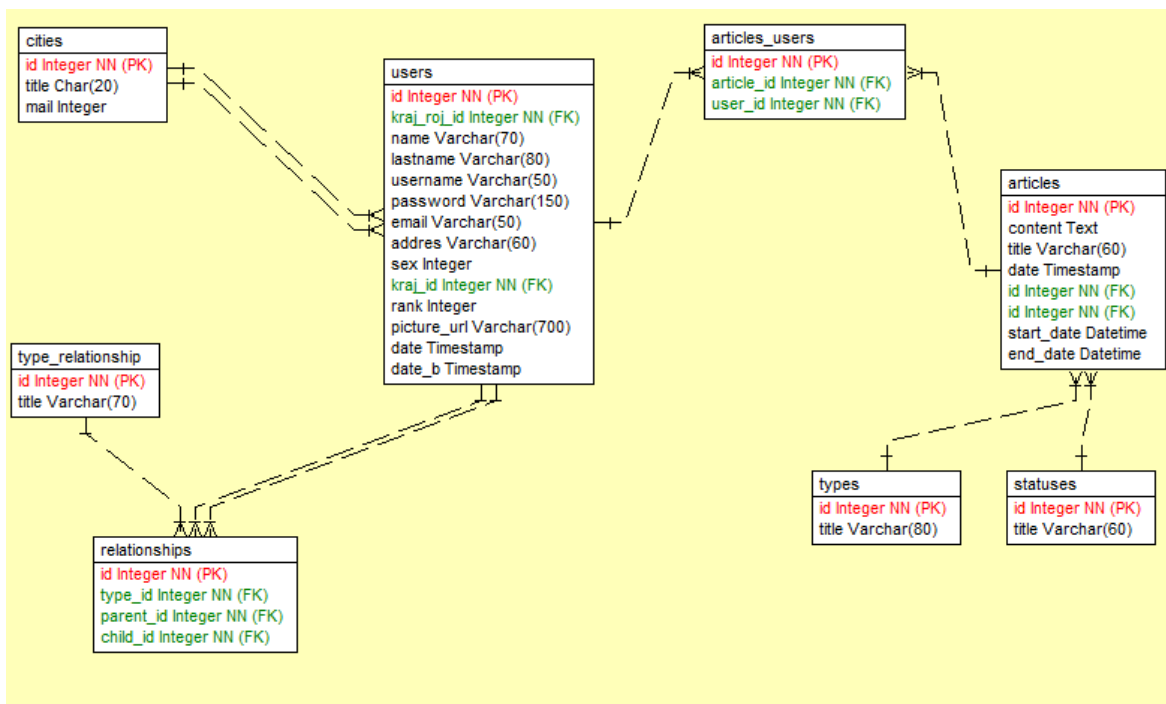 cities
id Integer NN (PK)
title Char(20)
mail Integer
users
id Integer NN (PK)
kraj_roj_id Integer NN (FK)
name Varchar(70)
lastname Varchar(80)
username Varchar(50)
password Varchar(150)
email Varchar(50)
addres Varchar(60)
sex Integer
kraj_id Integer NN (FK)
rank Integer
picture_url Varchar(700)
date Timestamp
date_b Timestamp
articles_users
id Integer NN (PK)
article_id Integer NN (FK)
user_id Integer NN (FK)
articles
id Integer NN (PK)
content Text
title Varchar(60)
date Timestamp
id Integer NN (FK)
id Integer NN (FK)
start_date Datetime
end_date Datetime
type_relationship
id Integer NN (PK)
title Varchar(70)
relationships
id Integer NN (PK)
type_id Integer NN (FK)
parent_id Integer NN (FK)
child_id Integer NN (FK)
types
id Integer NN (PK)
title Varchar(80)
statuses
id Integer NN (PK)
title Varchar(60)